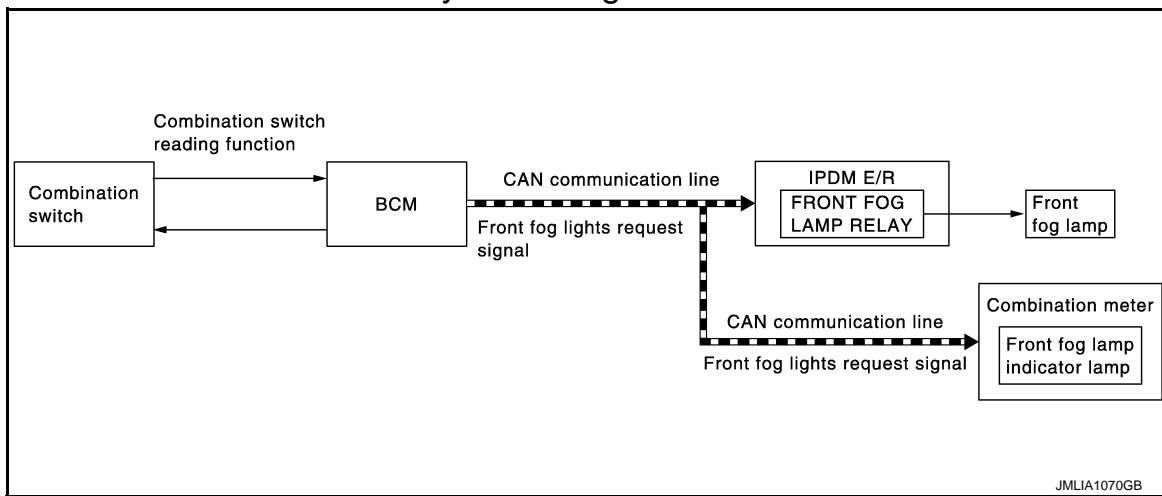 Combination switch
reading function
Combination
switch
BCM
CAN communication line
Front fog lights request
signal
IPDM E/R
FRONT FOG
LAMP RELAY
Front
fog lamp
CAN communication line
Front fog lights request signal
Combination meter
Front fog lamp
indicator lamp
JMLIA1070GB